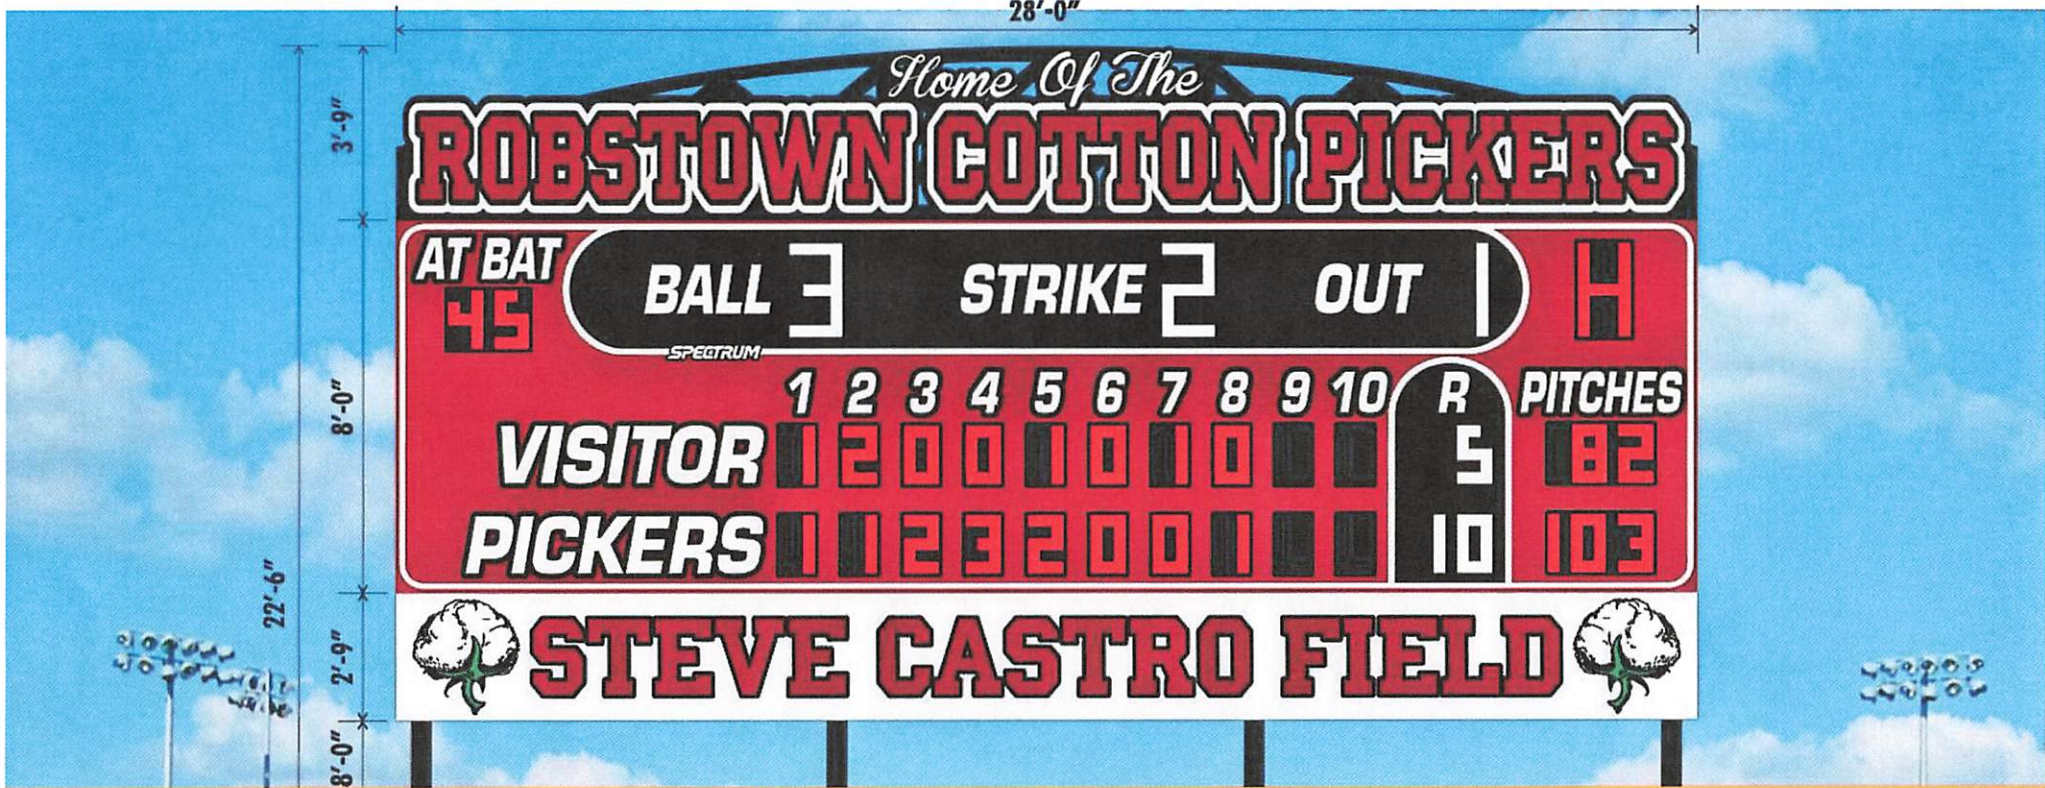 28'-0"
Home Of The
3'-9"
ROBSTOWN COTTON PICKERS
AT BAT
45
BALL 3 STRIKE 2 OUT 1 H
SPECTRUM
8'-0"
1 2 3 4 5 6 7 8 9 10 R PITCHES
VISITOR 1 2 0 0 1 0 1 0 5 82
PICKERS 1 1 2 3 2 0 0 1 10 103
22'-6"
2'-9"
STEVE CASTRO FIELD
8'-0"